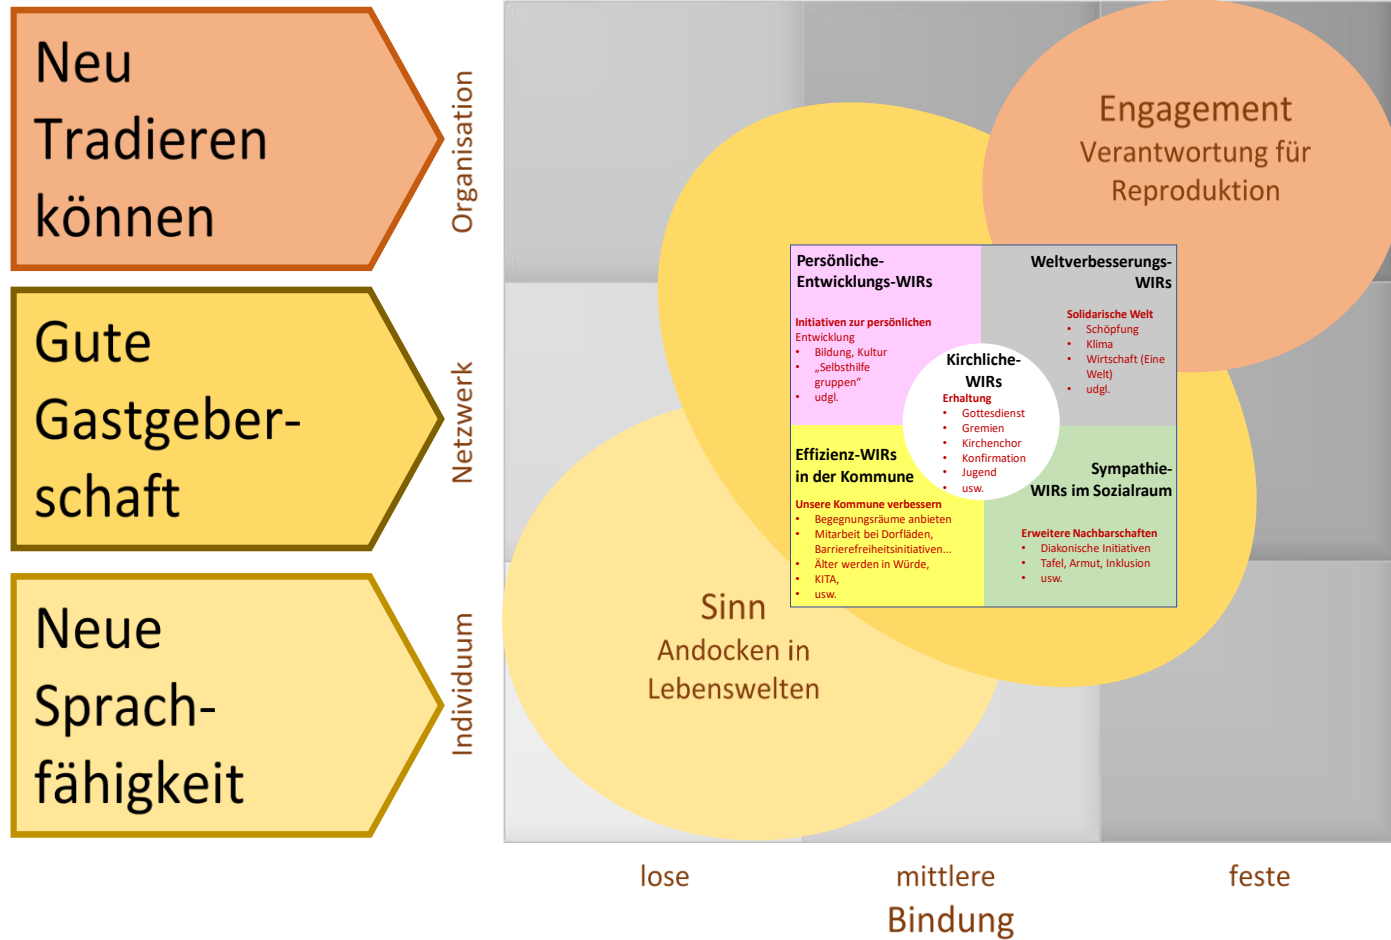 Neu
Tradieren
können
Organisation
Gute
Gastgeber-
schaft
Netzwerk
Neue
Sprach-
fähigkeit
Individuum
Engagement
Verantwortung für
Reproduktion
Persönliche-
Entwicklungs-WIRs
Initiativen zur persönlichen
Entwicklung
• Bildung, Kultur
• „Selbsthilfe
gruppen“
• udgl.
Weltverbesserungs-
WIRs
Solidarische Welt
• Schöpfung
• Klima
• Wirtschaft (Eine
Welt)
• udgl.
Kirchliche-
WIRs
Erhaltung
• Gottesdienst
• Gremien
• Kirchenchor
• Konfirmation
• Jugend
• usw.
Effizienz-WIRs
in der Kommune
Unsere Kommune verbessern
• Begegnungsräume anbieten
• Mitarbeit bei Dorfläden,
Barrierefreiheitsinitiativen...
• Älter werden in Würde,
• KITA,
• usw.
Sympathie-
WIRs im Sozialraum
Erweitere Nachbarschaften
• Diakonische Initiativen
• Tafel, Armut, Inklusion
• usw.
Sinn
Andocken in
Lebenswelten
lose
mittlere
feste
Bindung